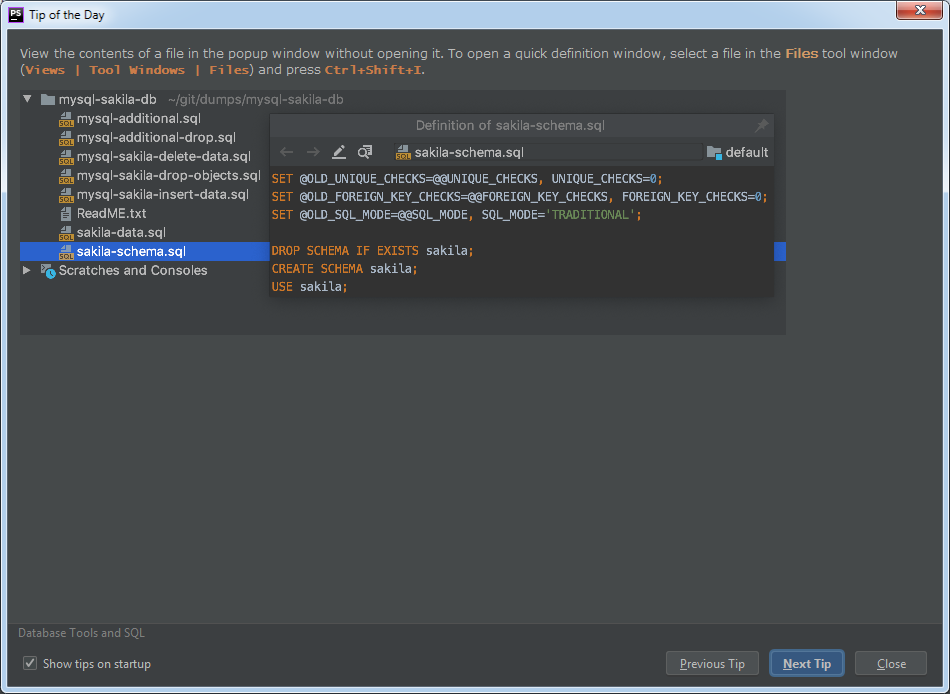 PS Tip of the Day
View the contents of a file in the popup window without opening it. To open a quick definition window, select a file in the Files tool window
(Views | Tool Windows | Files) and press Ctrl+Shift+I.
mysql-sakila-db ~/git/dumps/mysql-sakila-db
mysql-additional.sql
mysql-additional-drop.sql
mysql-sakila-delete-data.sql
mysql-sakila-drop-objects.sql
mysql-sakila-insert-data.sql
ReadME.txt
sakila-data.sql
sakila-schema.sql
Scratches and Consoles
Definition of sakila-schema.sql
sakila-schema.sql default
SET @OLD_UNIQUE_CHECKS=@@UNIQUE_CHECKS, UNIQUE_CHECKS=0;
SET @OLD_FOREIGN_KEY_CHECKS=@@FOREIGN_KEY_CHECKS, FOREIGN_KEY_CHECKS=0;
SET @OLD_SQL_MODE=@@SQL_MODE, SQL_MODE='TRADITIONAL';
DROP SCHEMA IF EXISTS sakila;
CREATE SCHEMA sakila;
USE sakila;
Database Tools and SQL
Show tips on startup
Previous Tip Next Tip Close